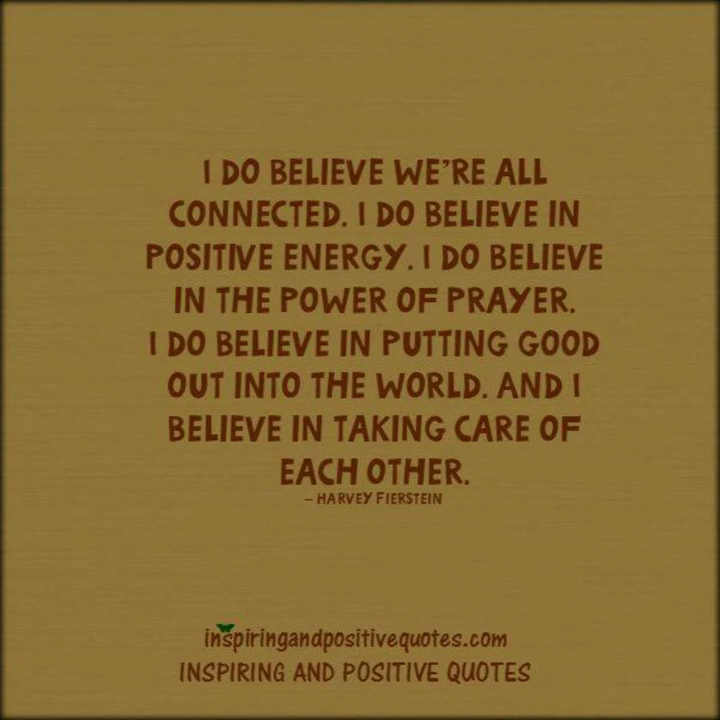 I DO BELIEVE WE'RE ALL
CONNECTED. I DO BELIEVE IN
POSITIVE ENERGY. I DO BELIEVE
IN THE POWER OF PRAYER.
I DO BELIEVE IN PUTTING GOOD
OUT INTO THE WORLD. AND I
BELIEVE IN TAKING CARE OF
EACH OTHER.
– HARVEY FIERSTEIN
inspiringandpositivequotes.com
INSPIRING AND POSITIVE QUOTES